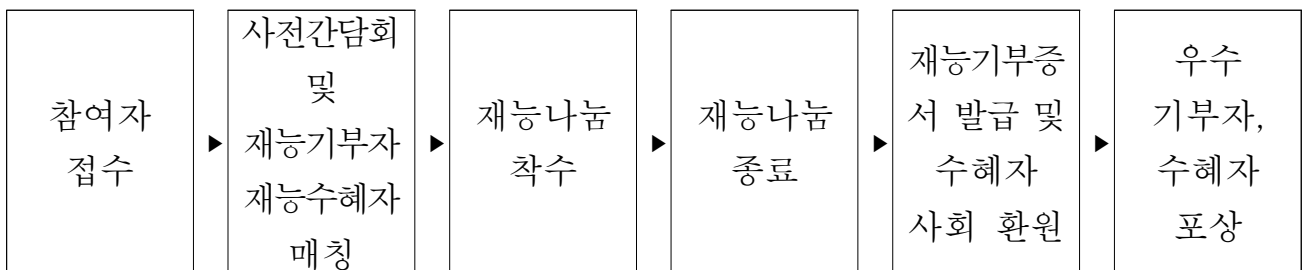 참여자
접수
▶
사전간담회
및
재능기부자
재능수혜자
매칭
▶
재능나눔
착수
▶
재능나눔
종료
▶
재능기부증
서 발급 및
수혜자
사회 환원
▶
우수
기부자,
수혜자
포상